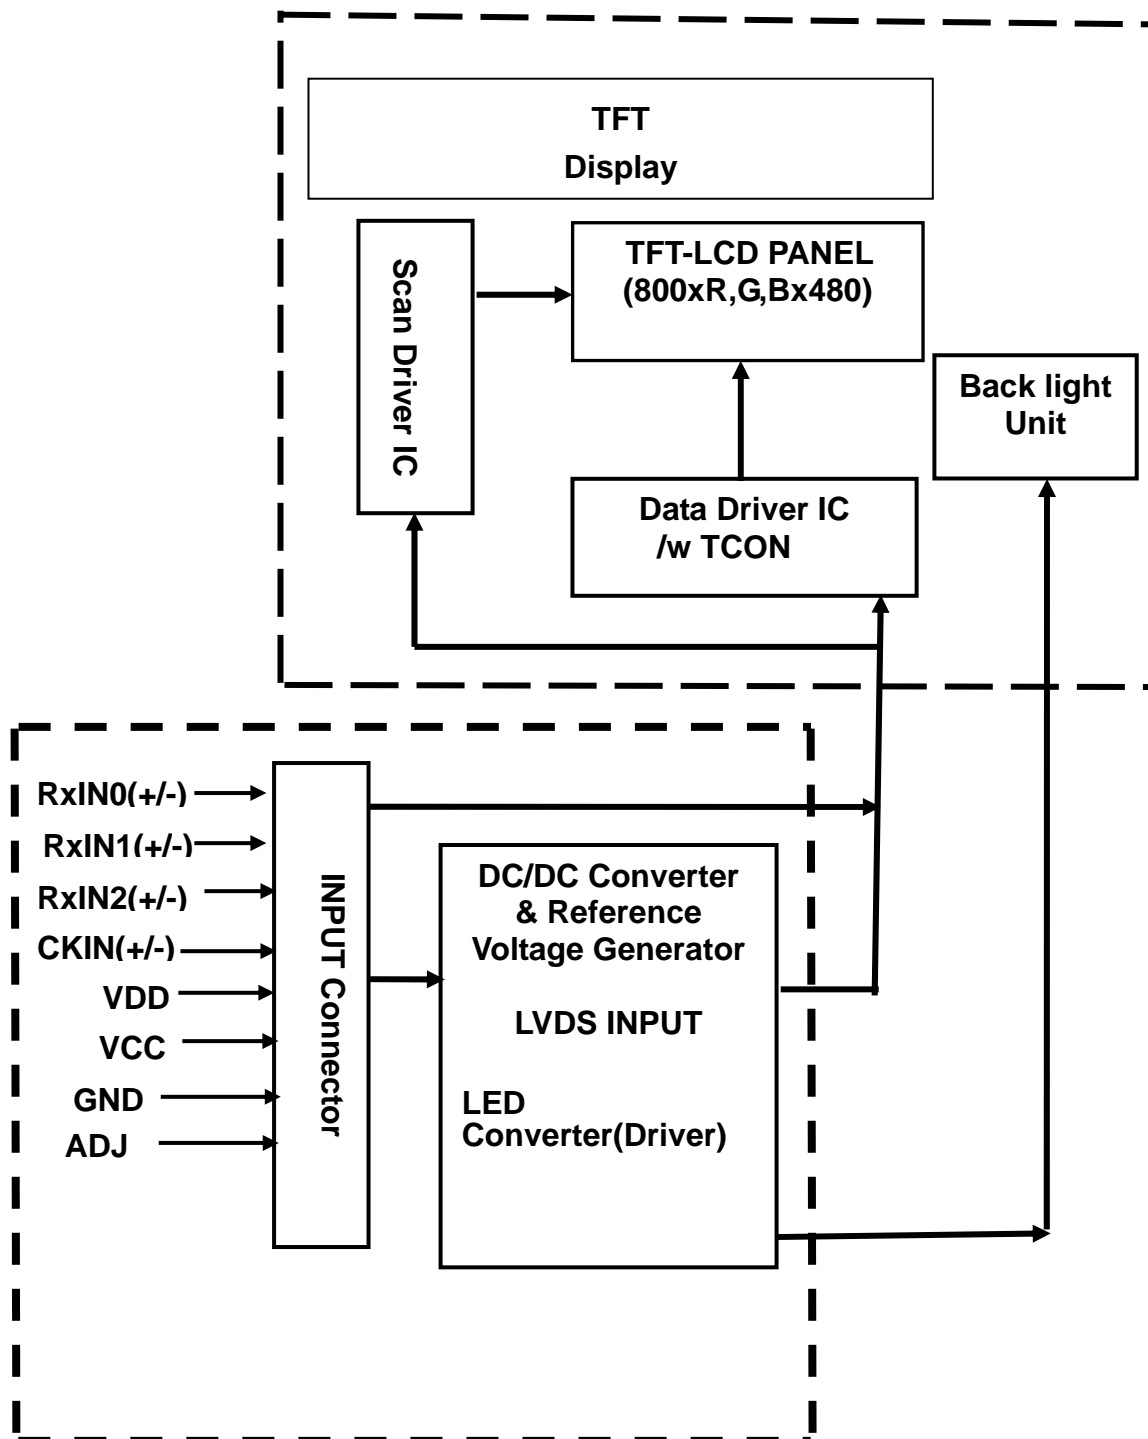 TFT
Display
Scan Driver IC
TFT-LCD PANEL
(800xR,G,Bx480)
Back light
Unit
Data Driver IC
/w TCON
RxIN0(+/-)
RxIN1(+/-)
RxIN2(+/-)
CKIN(+/-)
VDD
VCC
GND
ADJ
INPUT Connector
DC/DC Converter
& Reference
Voltage Generator
LVDS INPUT
LED
Converter(Driver)